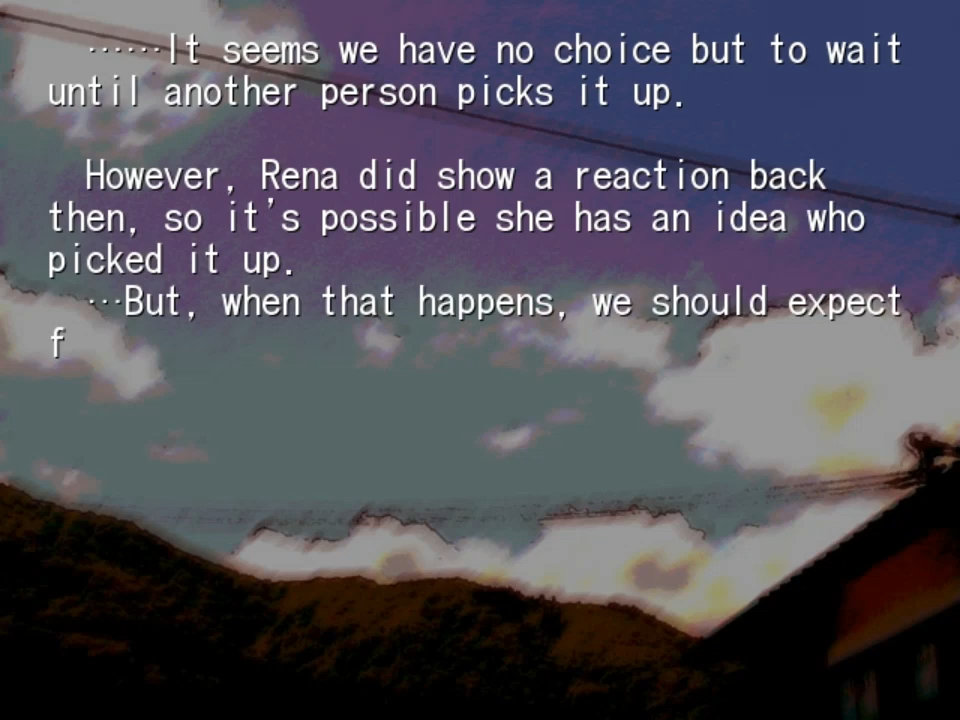 ……It seems we have no choice but to wait
until another person picks it up.
However, Rena did show a reaction back
then, so it's possible she has an idea who
picked it up.
…But, when that happens, we should expect
f